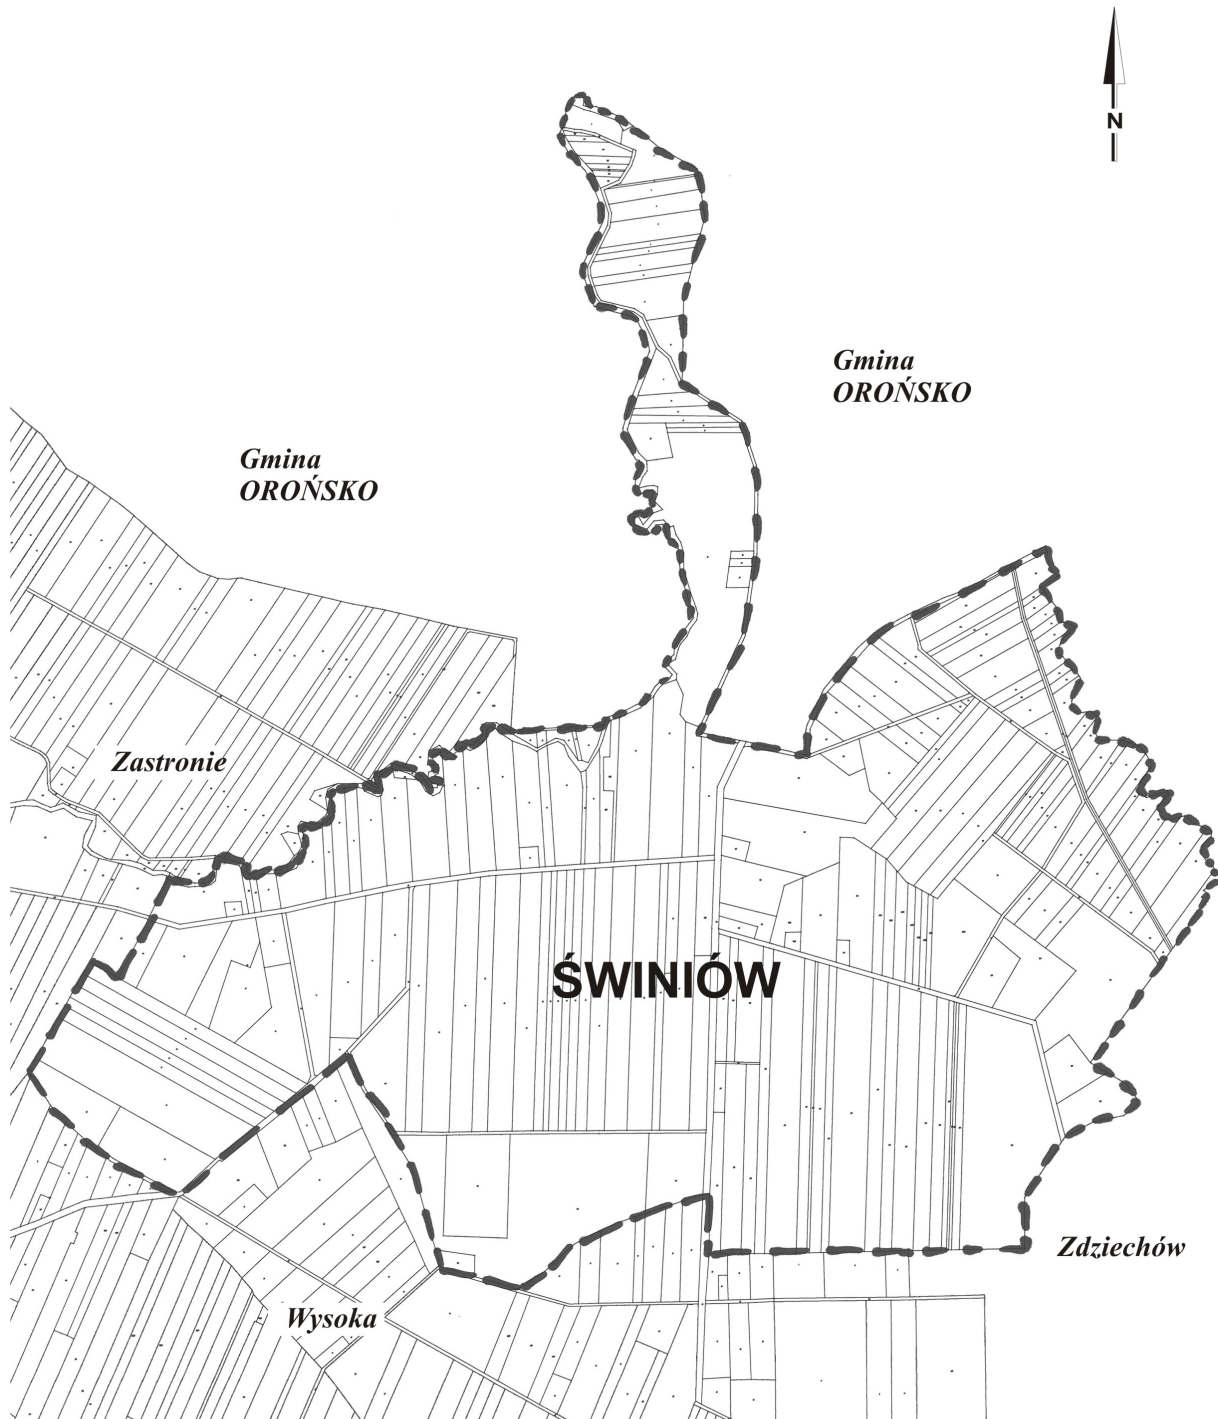 N
Gmina
OROŃSKO
Gmina
OROŃSKO
Zastronie
ŚWINIÓW
Zdziechów
Wysoka